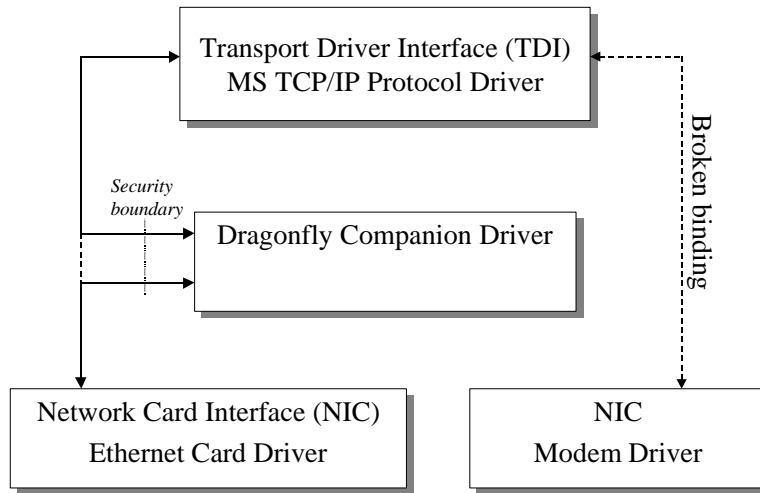 Transport Driver Interface (TDI)
MS TCP/IP Protocol Driver
Security
boundary
Broken binding
Dragonfly Companion Driver
Network Card Interface (NIC)
Ethernet Card Driver
NIC
Modem Driver